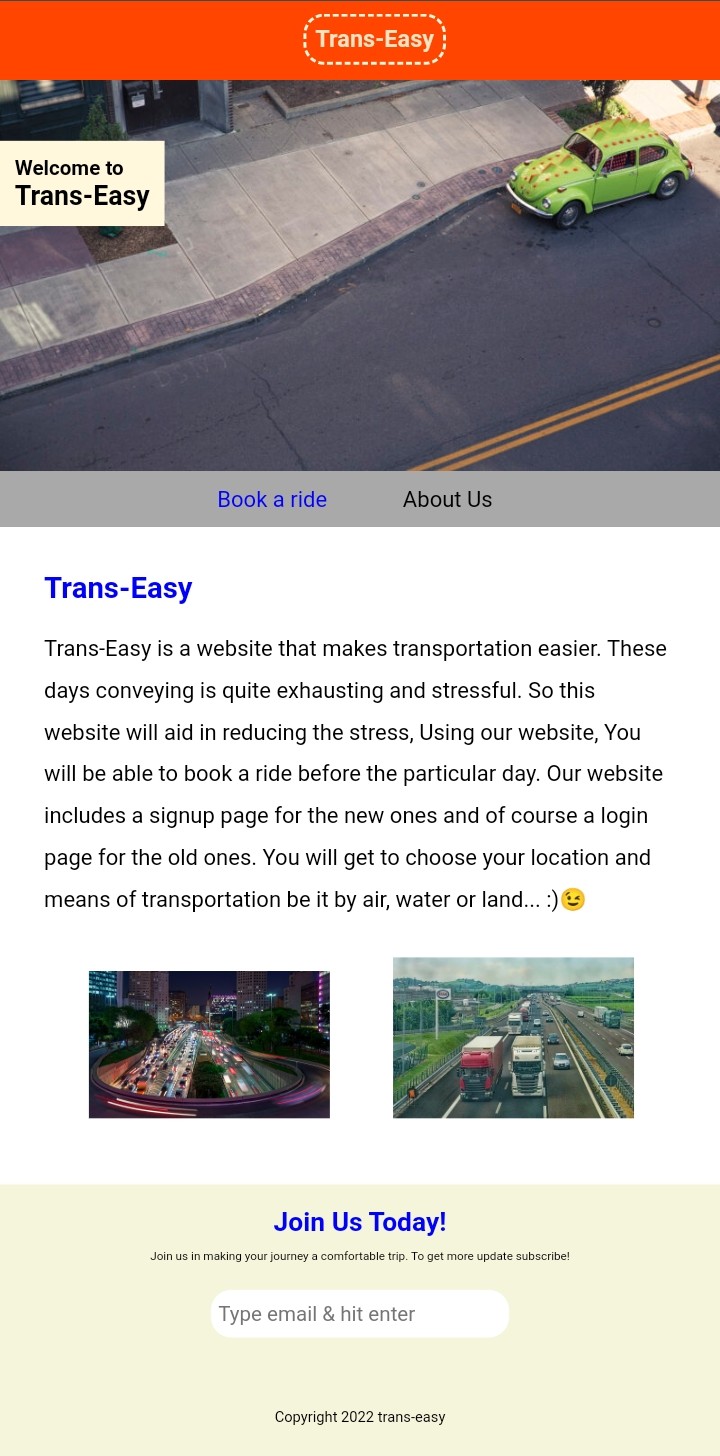 Trans-Easy
Welcome to
Trans-Easy
Book a ride About Us
Trans-Easy
Trans-Easy is a website that makes transportation easier. These
days conveying is quite exhausting and stressful. So this
website will aid in reducing the stress, Using our website, You
will be able to book a ride before the particular day. Our website
includes a signup page for the new ones and of course a login
page for the old ones. You will get to choose your location and
means of transportation be it by air, water or land... :)😉
Join Us Today!
Join us in making your journey a comfortable trip. To get more update subscribe!
Type email & hit enter
Copyright 2022 trans-easy